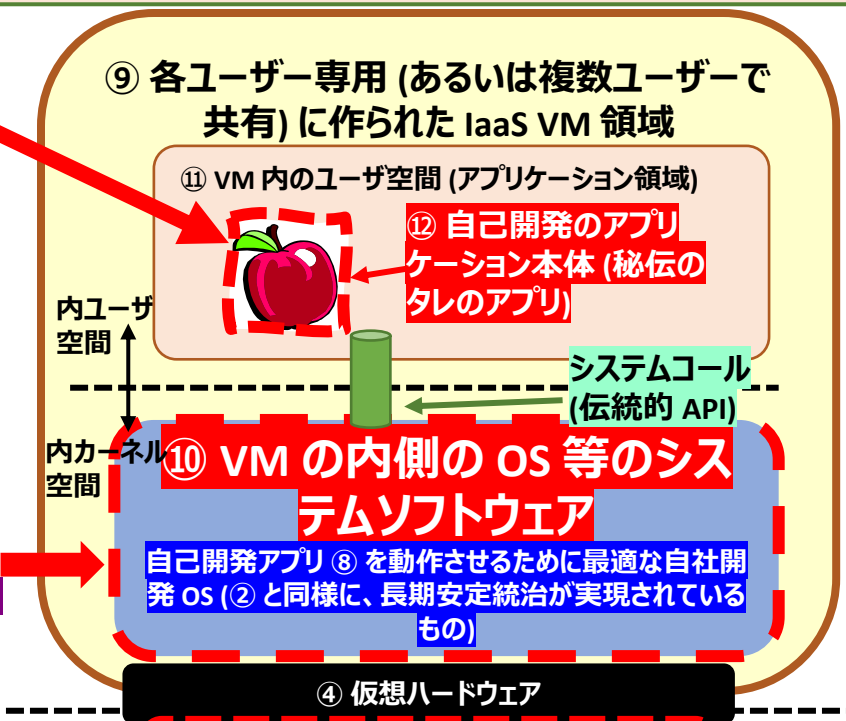 ⑨ 各ユーザー専用 (あるいは複数ユーザーで
共有) に作られた IaaS VM 領域
⑪ VM 内のユーザ空間 (アプリケーション領域)
⑫ 自己開発のアプリ
ケーション本体 (秘伝の
タレのアプリ)
内ユーザ
空間
システムコール
(伝統的 API)
内カーネル
空間
⑩ VM の内側の OS 等のシス
テムソフトウェア
自己開発アプリ ⑧ を動作させるために最適な自社開
発 OS (② と同様に、長期安定統治が実現されている
もの)
④ 仮想ハードウェア